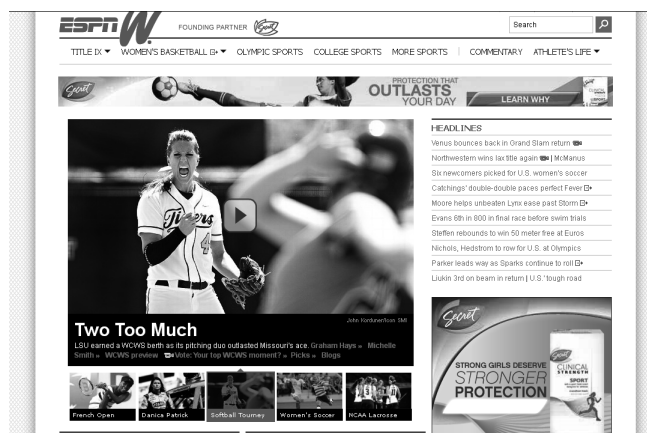 ESPN W
FOUNDING PARTNER Secret
Search
TITLE IX WOMEN'S BASKETBALL OLYMPIC SPORTS COLLEGE SPORTS MORE SPORTS | COMMENTARY ATHLETE'S LIFE
Secret
PROTECTION THAT
OUTLASTS
YOUR DAY
LEARN WHY
CLINICAL
SPORT
Tigers
4
John Korduner/Icon SMI
Two Too Much
LSU earned a WCWS berth as its pitching duo outlasted Missouri's ace. Graham Hays » Michelle
Smith » WCWS preview Vote: Your top WCWS moment? » Picks » Blogs
French Open
Danica Patrick
Softball Tourney
Women's Soccer
NCAA Lacrosse
HEADLINES
Venus bounces back in Grand Slam return
Northwestern wins lax title again | McManus
Six newcomers picked for U.S. women's soccer
Catchings' double-double paces perfect Fever
Moore helps unbeaten Lynx ease past Storm
Evans 6th in 800 in final race before swim trials
Steffen rebounds to win 50 meter free at Euros
Nichols, Hedstrom to row for U.S. at Olympics
Parker leads way as Sparks continue to roll
Liukin 3rd on beam in return | U.S.' tough road
Secret
STRONG GIRLS DESERVE
STRONGER
PROTECTION
Secret
CLINICAL
STRENGTH
SPORT